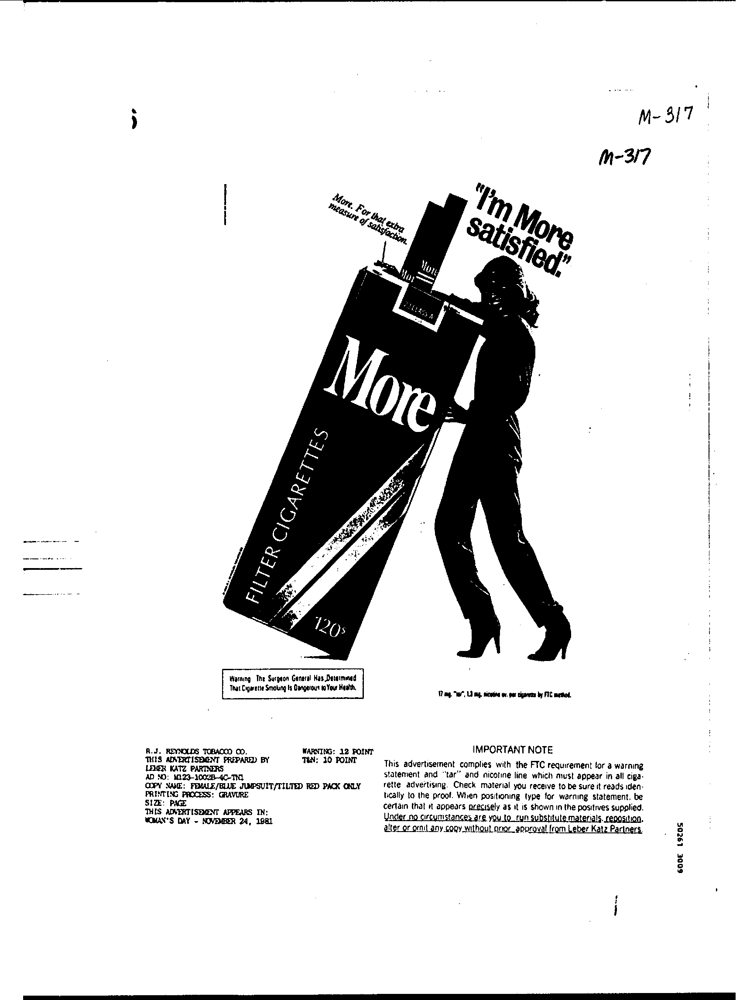 M-317
M-317
"I'm More
satisfied."
More. For that extra
measure of satisfaction.
More
More
FILTER CIGARETTES
120s
Warning: The Surgeon General Has Determined
That Cigarette Smoking Is Dangerous to Your Health.
17 mg. "tar", 1.3 mg. nicotine av. per cigarette by FTC method.
R.J. REYNOLDS TOBACCO CO.
THIS ADVERTISEMENT PREPARED BY
LEBER KATZ PARTNERS
AD NO: M123-1002B-4C-TN1
COPY NAME: FEMALE/BLUE JUMPSUIT/TILTED RED PACK ONLY
PRINTING PROCESS: GRAVURE
SIZE: PAGE
THIS ADVERTISEMENT APPEARS IN:
WOMAN'S DAY - NOVEMBER 24, 1981
WARNING: 12 POINT
T&N: 10 POINT
IMPORTANT NOTE
This advertisement complies with the FTC requirement for a warning
statement and "tar" and nicotine line which must appear in all ciga-
rette advertising. Check material you receive to be sure it reads iden-
tically to the proof. When positioning type for warning statement, be
certain that it appears precisely as it is shown in the positives supplied.
Under no circumstances are you to run substitute materials, reposition,
alter or omit any copy without prior approval from Leber Katz Partners.
50261 3009